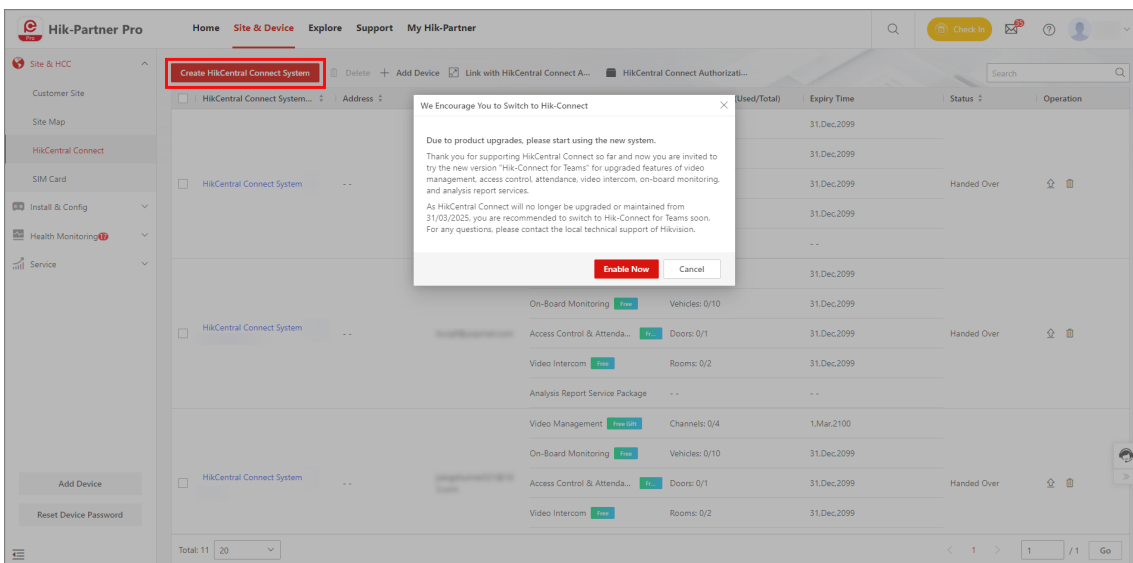 Hik-Partner Pro
Pro
Home Site & Device Explore Support My Hik-Partner
Check In
35
Site & HCC
Customer Site
Site Map
HikCentral Connect
SIM Card
Install & Config
Health Monitoring 12
Service
Add Device
Reset Device Password
Create HikCentral Connect System Delete Add Device Link with HikCentral Connect A... HikCentral Connect Authorizati... Search
HikCentral Connect System... Address (Used/Total) Expiry Time Status Operation
We Encourage You to Switch to Hik-Connect
Due to product upgrades, please start using the new system.
Thank you for supporting HikCentral Connect so far and now you are invited to
try the new version "Hik-Connect for Teams" for upgraded features of video
management, access control, attendance, video intercom, on-board monitoring,
and analysis report services.
As HikCentral Connect will no longer be upgraded or maintained from
31/03/2025, you are recommended to switch to Hik-Connect for Teams soon.
For any questions, please contact the local technical support of Hikvision.
Enable Now Cancel
31.Dec.2099
31.Dec.2099
HikCentral Connect System -- 31.Dec.2099 Handed Over
31.Dec.2099
--
31.Dec.2099
On-Board Monitoring Free Vehicles: 0/10 31.Dec.2099
HikCentral Connect System -- Access Control & Attenda... Fr... Doors: 0/1 31.Dec.2099 Handed Over
Video Intercom Free Rooms: 0/2 31.Dec.2099
Analysis Report Service Package -- --
Video Management Free Gift Channels: 0/4 1.Mar.2100
On-Board Monitoring Free Vehicles: 0/10 31.Dec.2099
HikCentral Connect System -- Access Control & Attenda... Fr... Doors: 0/1 31.Dec.2099 Handed Over
Video Intercom Free Rooms: 0/2 31.Dec.2099
Total: 11 20 < 1 > 1 / 1 Go